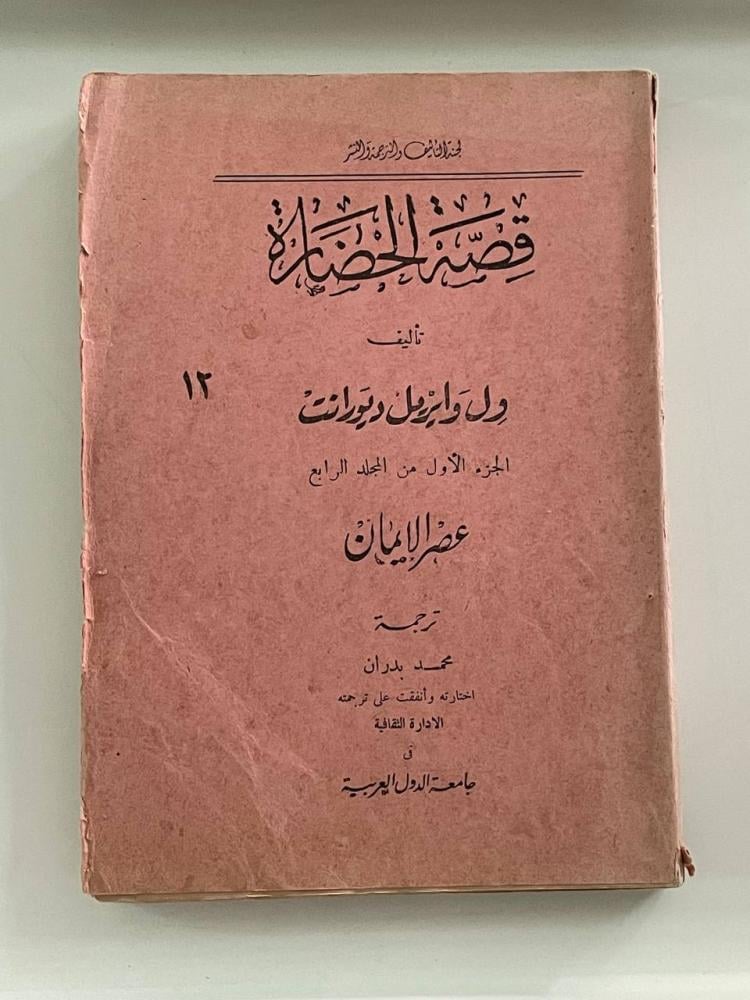 لجنة التأليف والترجمة والنشر
قصة الحضارة
تأليف
١٢
ول وايريل ديورانت
الجزء الأول من المجلد الرابع
عصر الإيمان
ترجمة
محمد بدران
اختارته وأنفقت على ترجمته
الادارة الثقافية
فى
جامعة الدول العربية